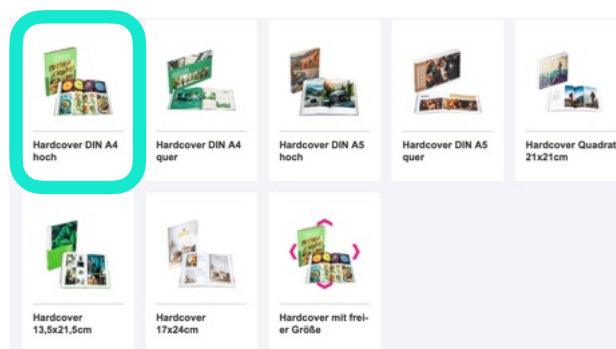 Hardcover DIN A4
hoch
Hardcover DIN A4
quer
Hardcover DIN A5
hoch
Hardcover DIN A5
quer
Hardcover Quadrat
21x21cm
Hardcover
13,5x21,5cm
Hardcover
17x24cm
Hardcover mit frei-
er Größe